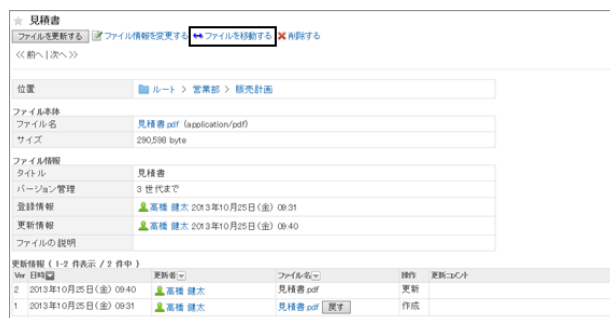 見積書
ファイルを更新する ファイル情報を変更する ファイルを移動する 削除する
<<前へ|次へ>>
位置 ルート > 営業部 > 販売計画
ファイル本体
ファイル名 見積書.pdf (application/pdf)
サイズ 290,598 byte
ファイル情報
タイトル 見積書
バージョン管理 3 世代まで
登録情報 高橋 健太 2013年10月25日(金) 09:31
更新情報 高橋 健太 2013年10月25日(金) 09:40
ファイルの説明
更新情報 ( 1-2 件表示 / 2 件中 )
Ver 日時 更新者 ファイル名 操作 更新コメント
2 2013年10月25日(金) 09:40 高橋 健太 見積書.pdf 更新
1 2013年10月25日(金) 09:31 高橋 健太 見積書.pdf 戻す 作成